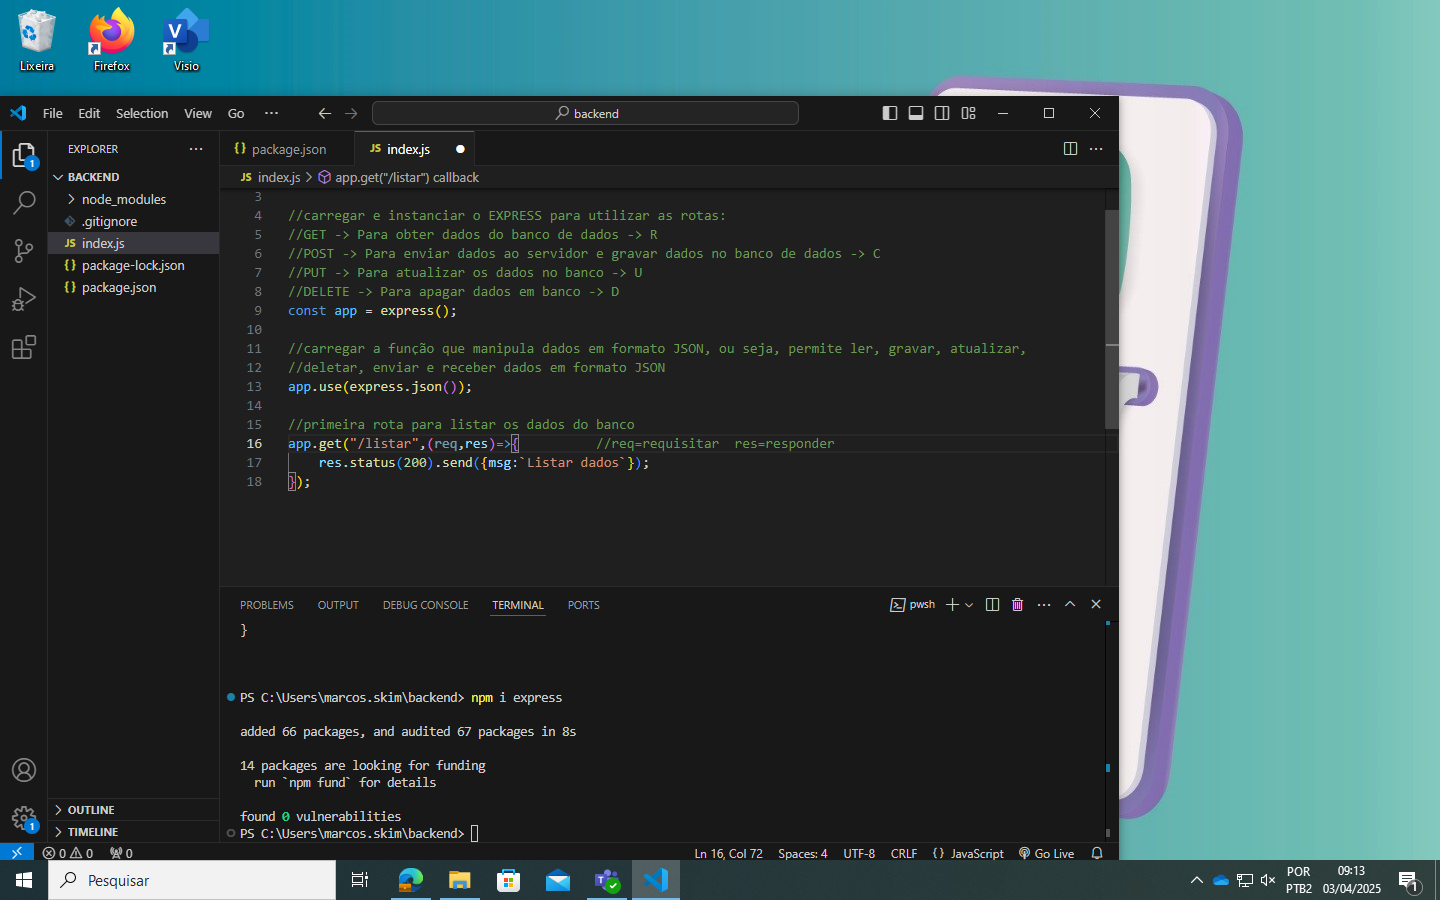 Lixeira
Firefox
Visio
File Edit Selection View Go ···
backend
EXPLORER
BACKEND
node_modules
.gitignore
JS index.js
{} package-lock.json
{} package.json
OUTLINE
TIMELINE
{} package.json
JS index.js
JS index.js > app.get("/listar") callback
3
4 //carregar e instanciar o EXPRESS para utilizar as rotas:
5 //GET -> Para obter dados do banco de dados -> R
6 //POST -> Para enviar dados ao servidor e gravar dados no banco de dados -> C
7 //PUT -> Para atualizar os dados no banco -> U
8 //DELETE -> Para apagar dados em banco -> D
9 const app = express();
10
11 //carregar a função que manipula dados em formato JSON, ou seja, permite ler, gravar, atualizar,
12 //deletar, enviar e receber dados em formato JSON
13 app.use(express.json());
14
15 //primeira rota para listar os dados do banco
16 app.get("/listar",(req,res)=>{ //req=requisitar res=responder
17 res.status(200).send({msg:`Listar dados`});
18 });
PROBLEMS OUTPUT DEBUG CONSOLE TERMINAL PORTS
pwsh
}
PS C:\Users\marcos.skim\backend> npm i express
added 66 packages, and audited 67 packages in 8s
14 packages are looking for funding
run `npm fund` for details
found 0 vulnerabilities
PS C:\Users\marcos.skim\backend>
1
1
0 0 0
Ln 16, Col 72 Spaces: 4 UTF-8 CRLF {} JavaScript Go Live
Pesquisar
POR
PTB2
09:13
03/04/2025
1